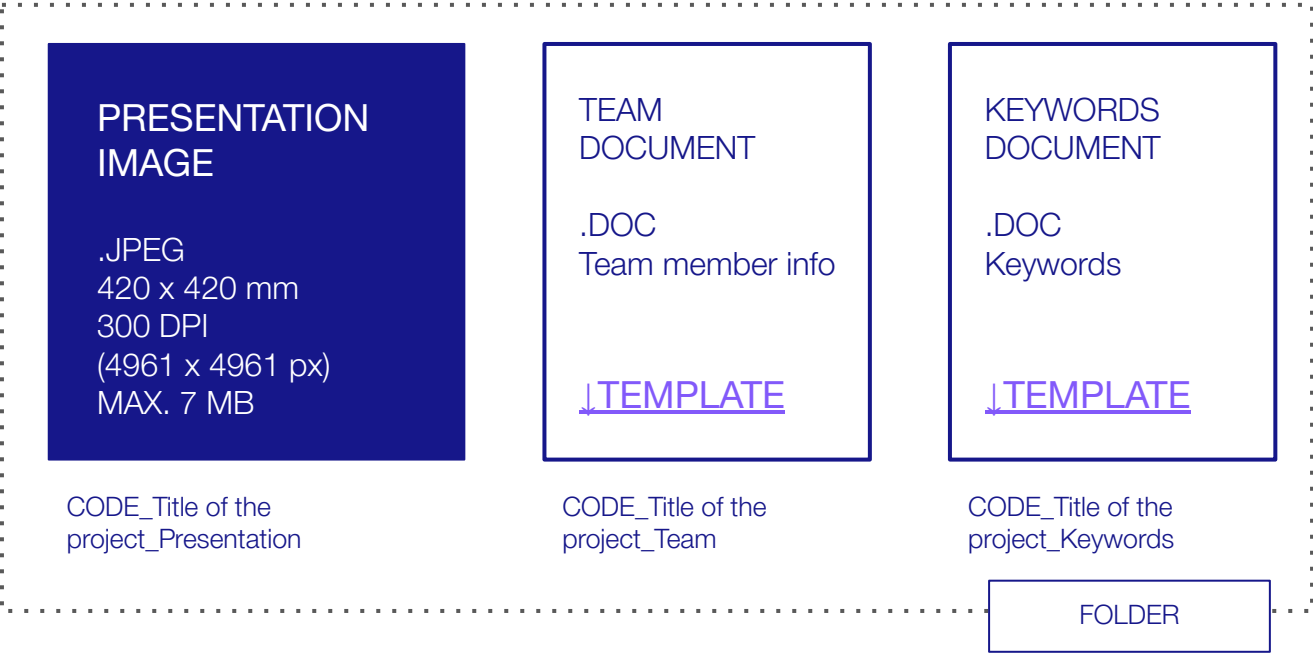 PRESENTATION
IMAGE
.JPEG
420 x 420 mm
300 DPI
(4961 x 4961 px)
MAX. 7 MB
CODE_Title of the
project_Presentation
TEAM
DOCUMENT
.DOC
Team member info
↓TEMPLATE
CODE_Title of the
project_Team
KEYWORDS
DOCUMENT
.DOC
Keywords
↓TEMPLATE
CODE_Title of the
project_Keywords
FOLDER